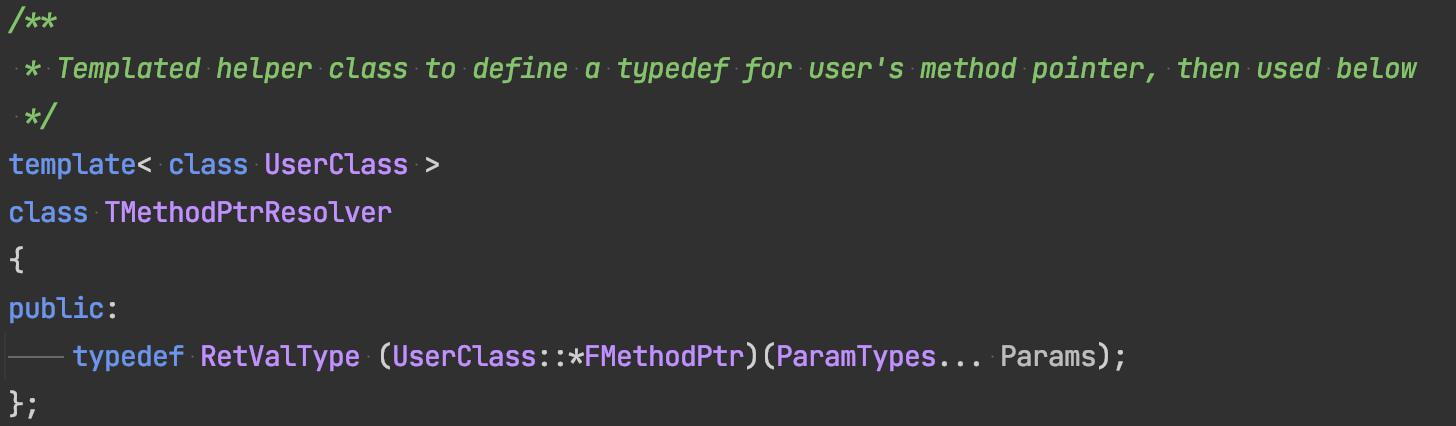 /**
 * Templated helper class to define a typedef for user's method pointer, then used below
 */
template< class UserClass >
class TMethodPtrResolver
{
public:
	typedef RetValType (UserClass::*FMethodPtr)(ParamTypes... Params);
};